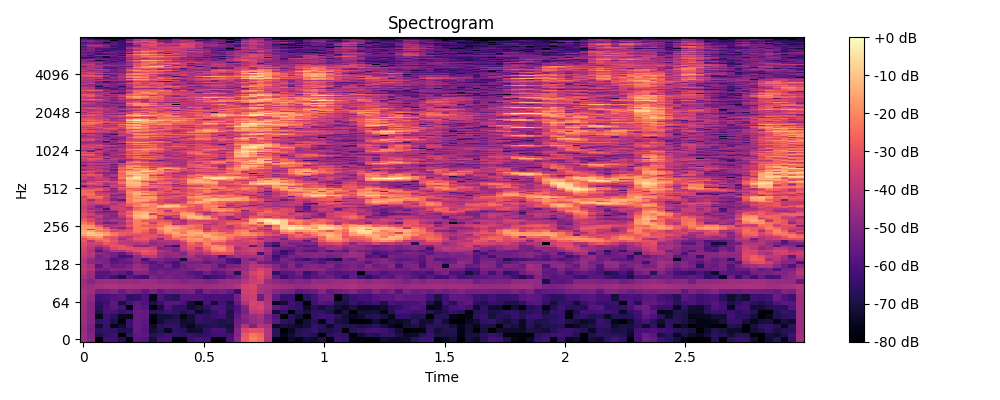 Spectrogram
4096
2048
1024
512
256
128
64
0
Hz
0
0.5
1
1.5
2
2.5
Time
+0 dB
-10 dB
-20 dB
-30 dB
-40 dB
-50 dB
-60 dB
-70 dB
-80 dB